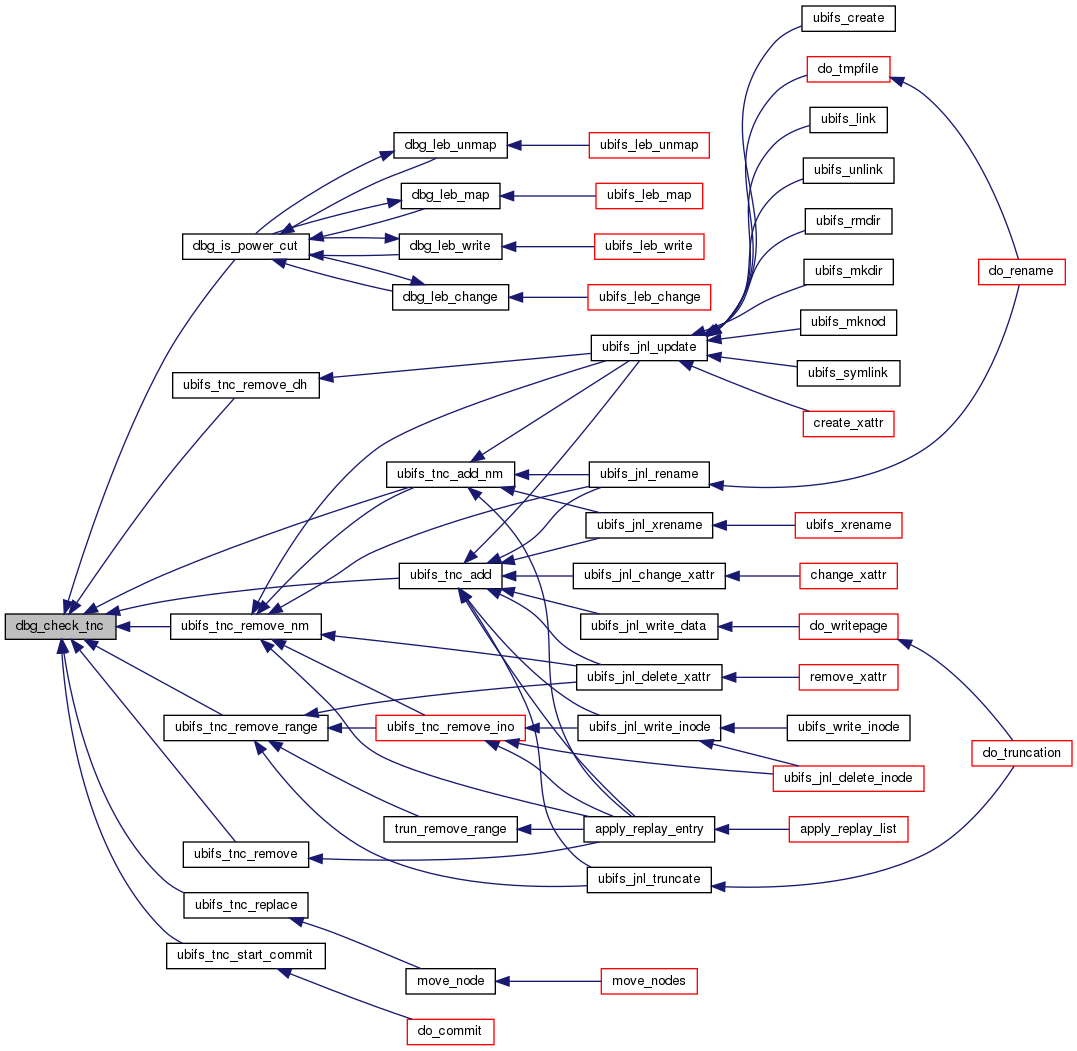 ubifs_create
do_tmpfile
ubifs_link
dbg_leb_unmap
ubifs_leb_unmap
ubifs_unlink
dbg_leb_map
ubifs_leb_map
ubifs_rmdir
dbg_is_power_cut
dbg_leb_write
ubifs_leb_write
ubifs_mkdir
do_rename
dbg_leb_change
ubifs_leb_change
ubifs_mknod
ubifs_jnl_update
ubifs_symlink
ubifs_tnc_remove_dh
create_xattr
ubifs_tnc_add_nm
ubifs_jnl_rename
ubifs_jnl_xrename
ubifs_xrename
ubifs_tnc_add
ubifs_jnl_change_xattr
change_xattr
dbg_check_tnc
ubifs_tnc_remove_nm
ubifs_jnl_write_data
do_writepage
ubifs_jnl_delete_xattr
remove_xattr
ubifs_tnc_remove_range
ubifs_tnc_remove_ino
ubifs_jnl_write_inode
ubifs_write_inode
do_truncation
ubifs_jnl_delete_inode
trun_remove_range
apply_replay_entry
apply_replay_list
ubifs_tnc_remove
ubifs_jnl_truncate
ubifs_tnc_replace
ubifs_tnc_start_commit
move_node
move_nodes
do_commit